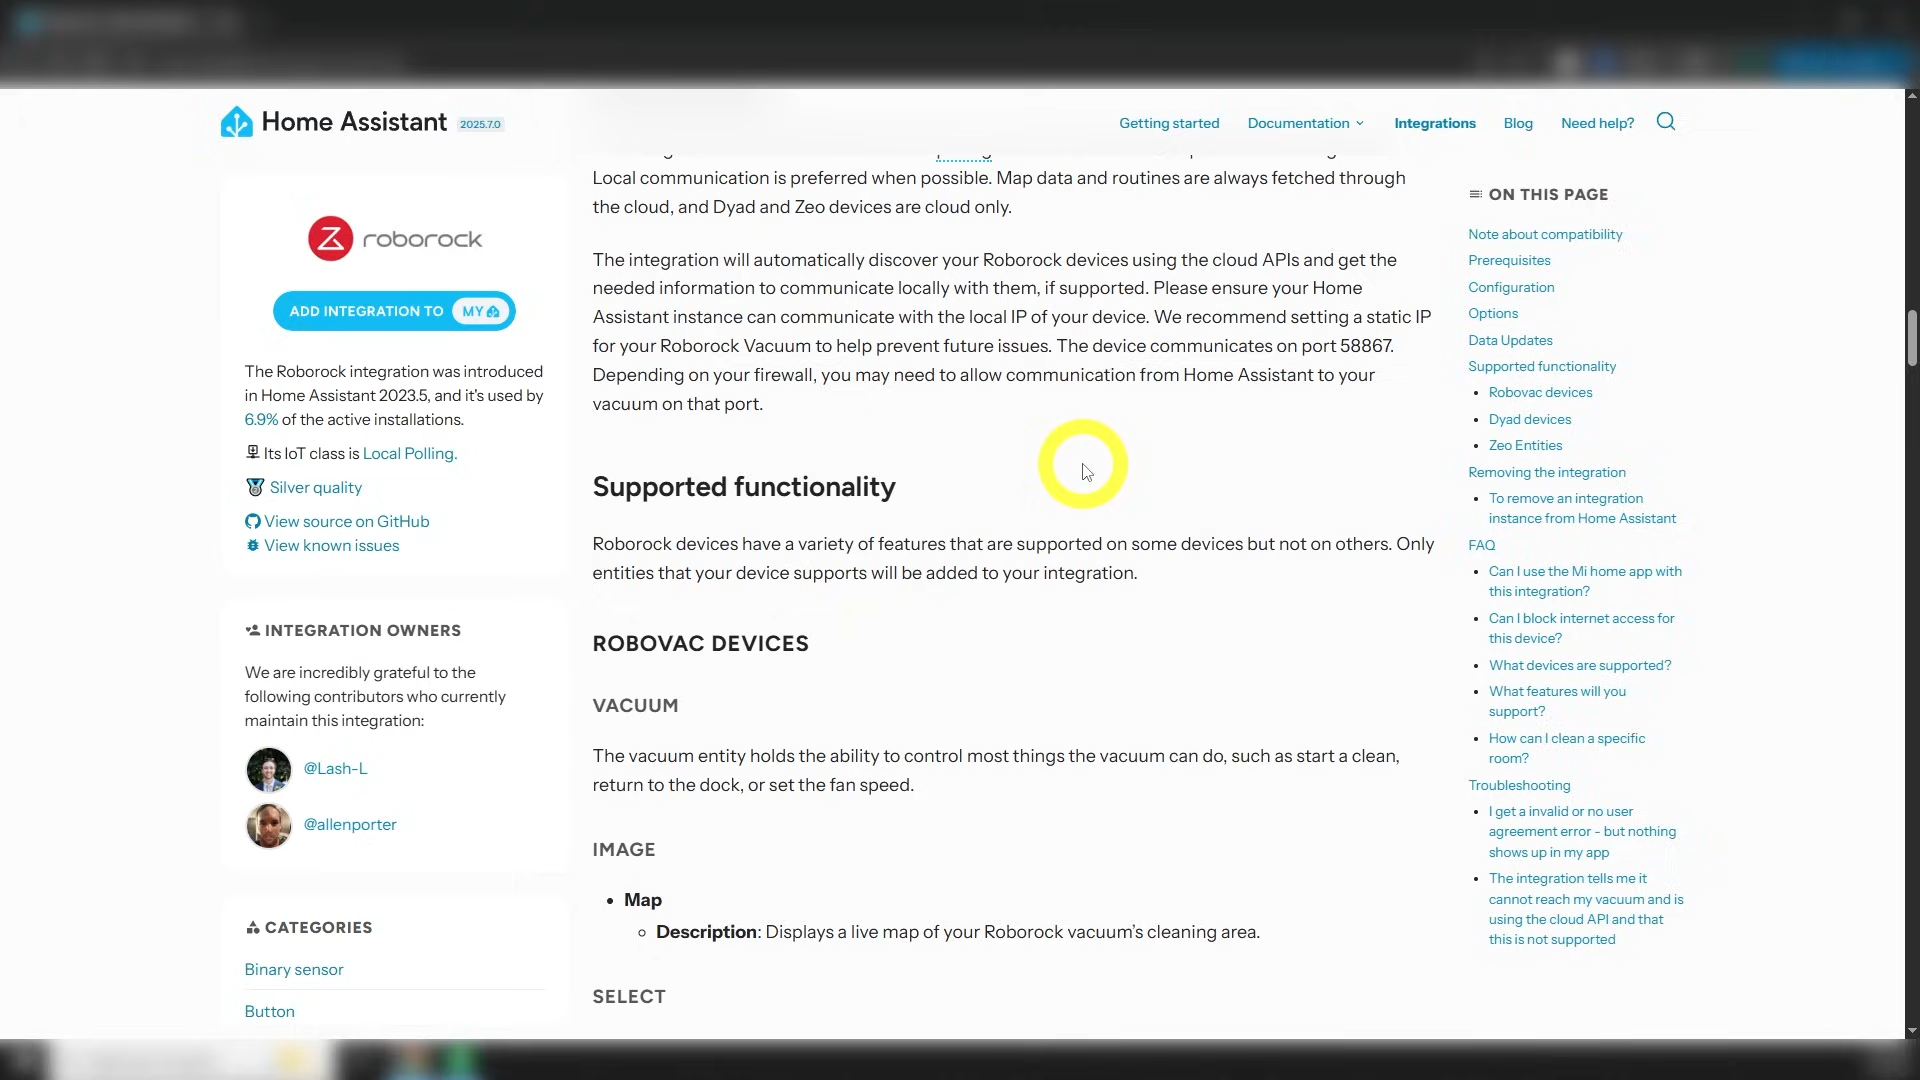 Home Assistant 2025.7.0
Getting started
Documentation
Integrations
Blog
Need help?
roborock
ADD INTEGRATION TO MY
The Roborock integration was introduced
in Home Assistant 2023.5, and it's used by
6.9% of the active installations.
Its IoT class is Local Polling.
Silver quality
View source on GitHub
View known issues
INTEGRATION OWNERS
We are incredibly grateful to the
following contributors who currently
maintain this integration:
@Lash-L
@allenporter
CATEGORIES
Binary sensor
Button
Local communication is preferred when possible. Map data and routines are always fetched through
the cloud, and Dyad and Zeo devices are cloud only.
The integration will automatically discover your Roborock devices using the cloud APIs and get the
needed information to communicate locally with them, if supported. Please ensure your Home
Assistant instance can communicate with the local IP of your device. We recommend setting a static IP
for your Roborock Vacuum to help prevent future issues. The device communicates on port 58867.
Depending on your firewall, you may need to allow communication from Home Assistant to your
vacuum on that port.
Supported functionality
Roborock devices have a variety of features that are supported on some devices but not on others. Only
entities that your device supports will be added to your integration.
ROBOVAC DEVICES
VACUUM
The vacuum entity holds the ability to control most things the vacuum can do, such as start a clean,
return to the dock, or set the fan speed.
IMAGE
• Map
Description: Displays a live map of your Roborock vacuum's cleaning area.
SELECT
ON THIS PAGE
Note about compatibility
Prerequisites
Configuration
Options
Data Updates
Supported functionality
• Robovac devices
• Dyad devices
• Zeo Entities
Removing the integration
• To remove an integration
instance from Home Assistant
FAQ
• Can I use the Mi home app with
this integration?
• Can I block internet access for
this device?
• What devices are supported?
• What features will you
support?
• How can I clean a specific
room?
Troubleshooting
• I get a invalid or no user
agreement error - but nothing
shows up in my app
• The integration tells me it
cannot reach my vacuum and is
using the cloud API and that
this is not supported